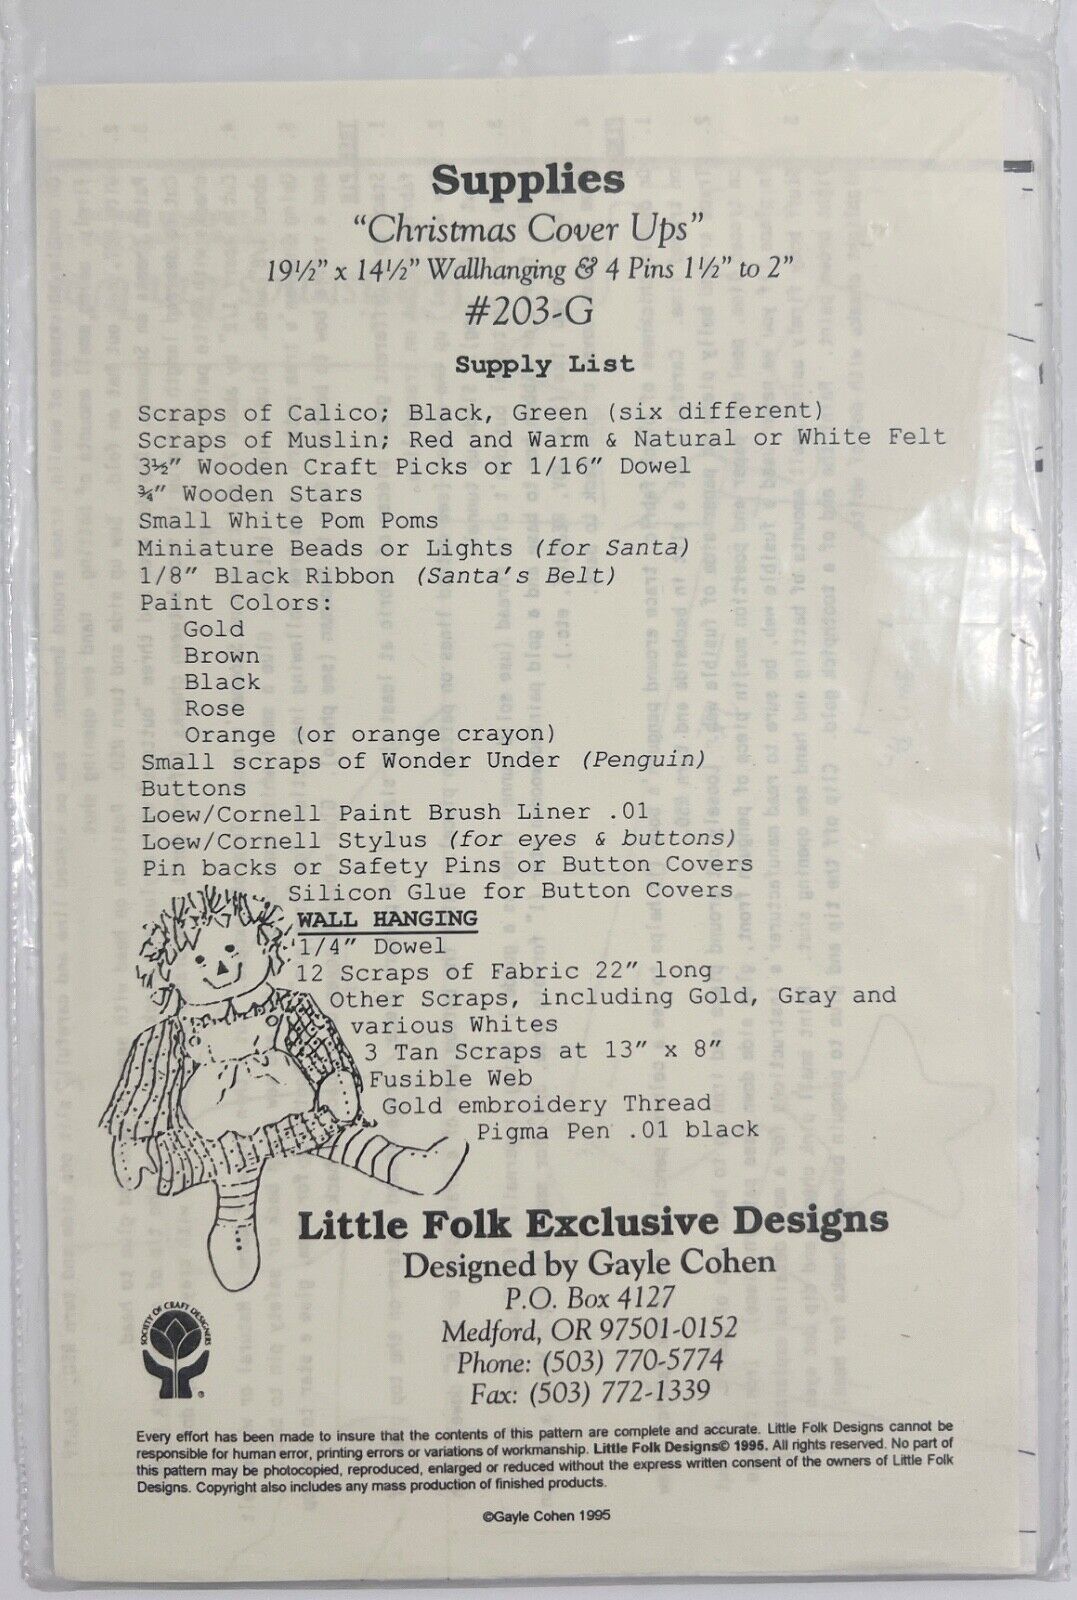 Supplies
“Christmas Cover Ups”
19½” x 14½” Wallhanging & 4 Pins 1½” to 2”
#203-G
Supply List
Scraps of Calico; Black, Green (six different)
Scraps of Muslin; Red and Warm & Natural or White Felt
3½” Wooden Craft Picks or 1/16” Dowel
¾” Wooden Stars
Small White Pom Poms
Miniature Beads or Lights (for Santa)
1/8” Black Ribbon (Santa’s Belt)
Paint Colors:
Gold
Brown
Black
Rose
Orange (or orange crayon)
Small scraps of Wonder Under (Penguin)
Buttons
Loew/Cornell Paint Brush Liner .01
Loew/Cornell Stylus (for eyes & buttons)
Pin backs or Safety Pins or Button Covers
Silicon Glue for Button Covers
WALL HANGING
1/4” Dowel
12 Scraps of Fabric 22” long
Other Scraps, including Gold, Gray and
various Whites
3 Tan Scraps at 13” x 8”
Fusible Web
Gold embroidery Thread
Pigma Pen .01 black
Little Folk Exclusive Designs
Designed by Gayle Cohen
P.O. Box 4127
Medford, OR 97501-0152
Phone: (503) 770-5774
Fax: (503) 772-1339
SOCIETY OF CRAFT DESIGNERS
®
Every effort has been made to insure that the contents of this pattern are complete and accurate. Little Folk Designs cannot be
responsible for human error, printing errors or variations of workmanship. Little Folk Designs© 1995. All rights reserved. No part of
this pattern may be photocopied, reproduced, enlarged or reduced without the express written consent of the owners of Little Folk
Designs. Copyright also includes any mass production of finished products.
©Gayle Cohen 1995